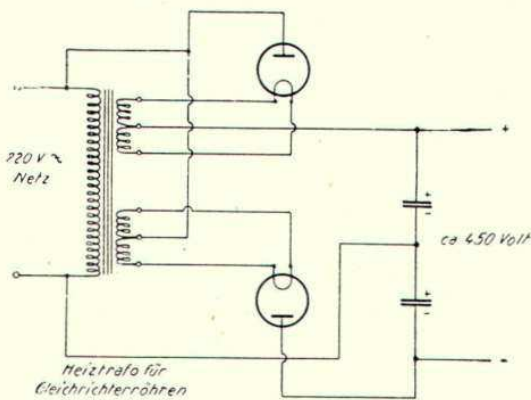 220 V ~
Netz
+
+
-
ca 450 Volt
+
-
-
Heiztrafo für
Gleichrichterröhren